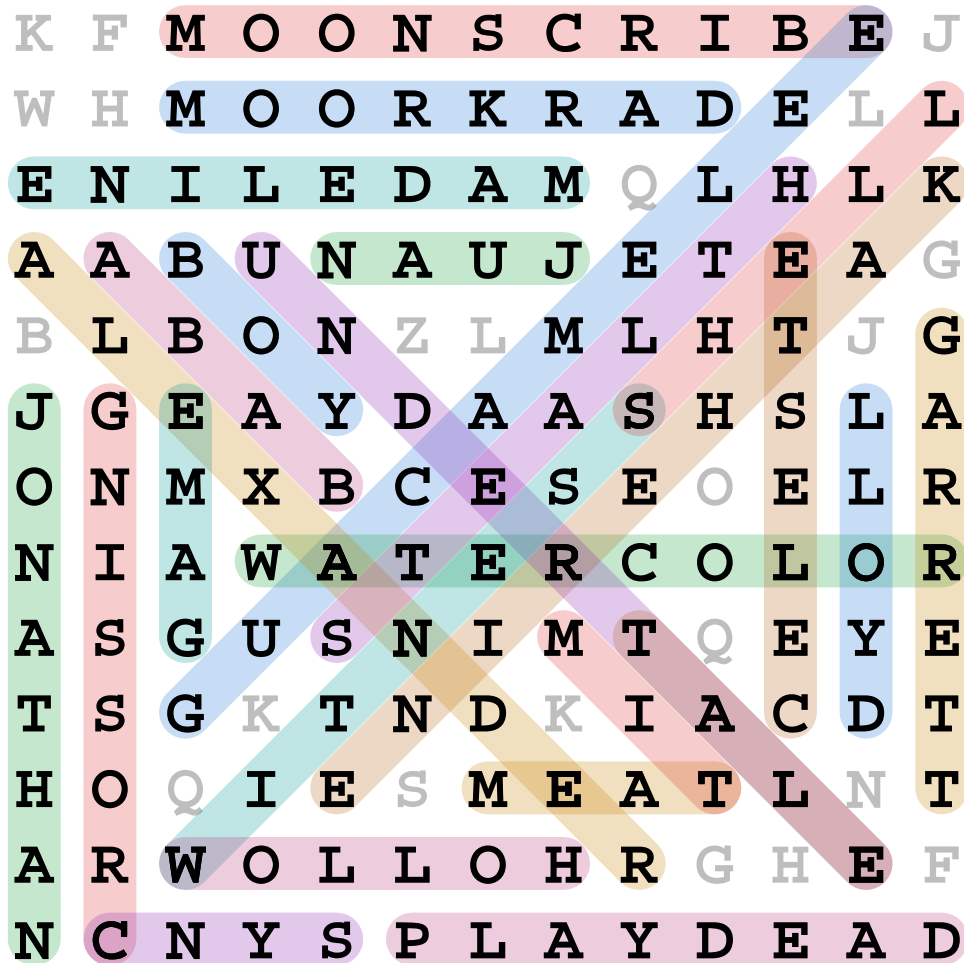 K F M O O N S C R I B E J
W H M O O R K R A D E L L
E N I L E D A M Q L H L K
A A B U N A U J E T E A G
B L B O N Z L M L H T J G
J G E A Y D A A S H S L A
O N M X B C E S E O E L R
N I A W A T E R C O L O R
A S G U S N I M T Q E Y E
T S G K T N D K I A C D T
H O Q I E S M E A T L N T
A R W O L L O H R G H E F
N C N Y S P L A Y D E A D